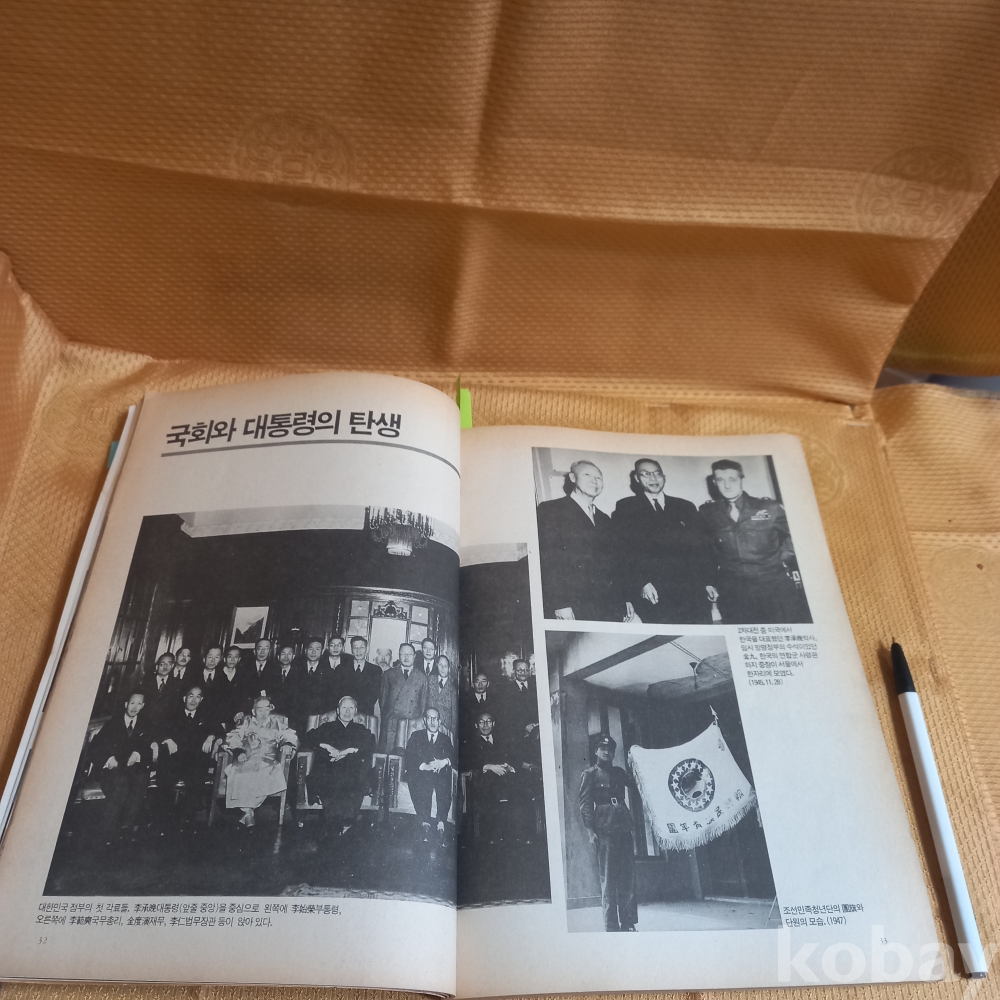 국회와 대통령의 탄생
대한민국 정부의 첫 각료들. 李承晩대통령(앞줄 중앙)을 중심으로 왼쪽에 李始榮부통령,
오른쪽에 李範奭국무총리, 金度演재무, 李仁법무장관 등이 앉아 있다.
32
2차대전 중 미국에서
한국을 대표했던 李承晩박사,
임시 망명정부의 수석이었던
金九, 한국의 연합군 사령관
하지 중장이 서울에서
한자리에 모였다.
(1945. 11. 28)
조선민족청년단의 團旗와
단원의 모습. (1947)
33
kobay